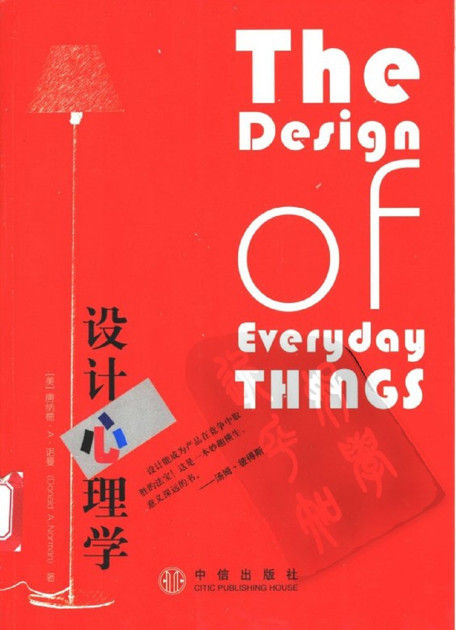 The
Design
OF
Everyday
THINGS
设计心理学
[美] 唐纳德·A·诺曼 (Donald A. Norman) 著
设计能成为产品在竞争中取
胜的法宝！这是一本妙趣横生、
意义深远的书。
——汤姆·彼得斯
中信出版社
CITIC PUBLISHING HOUSE